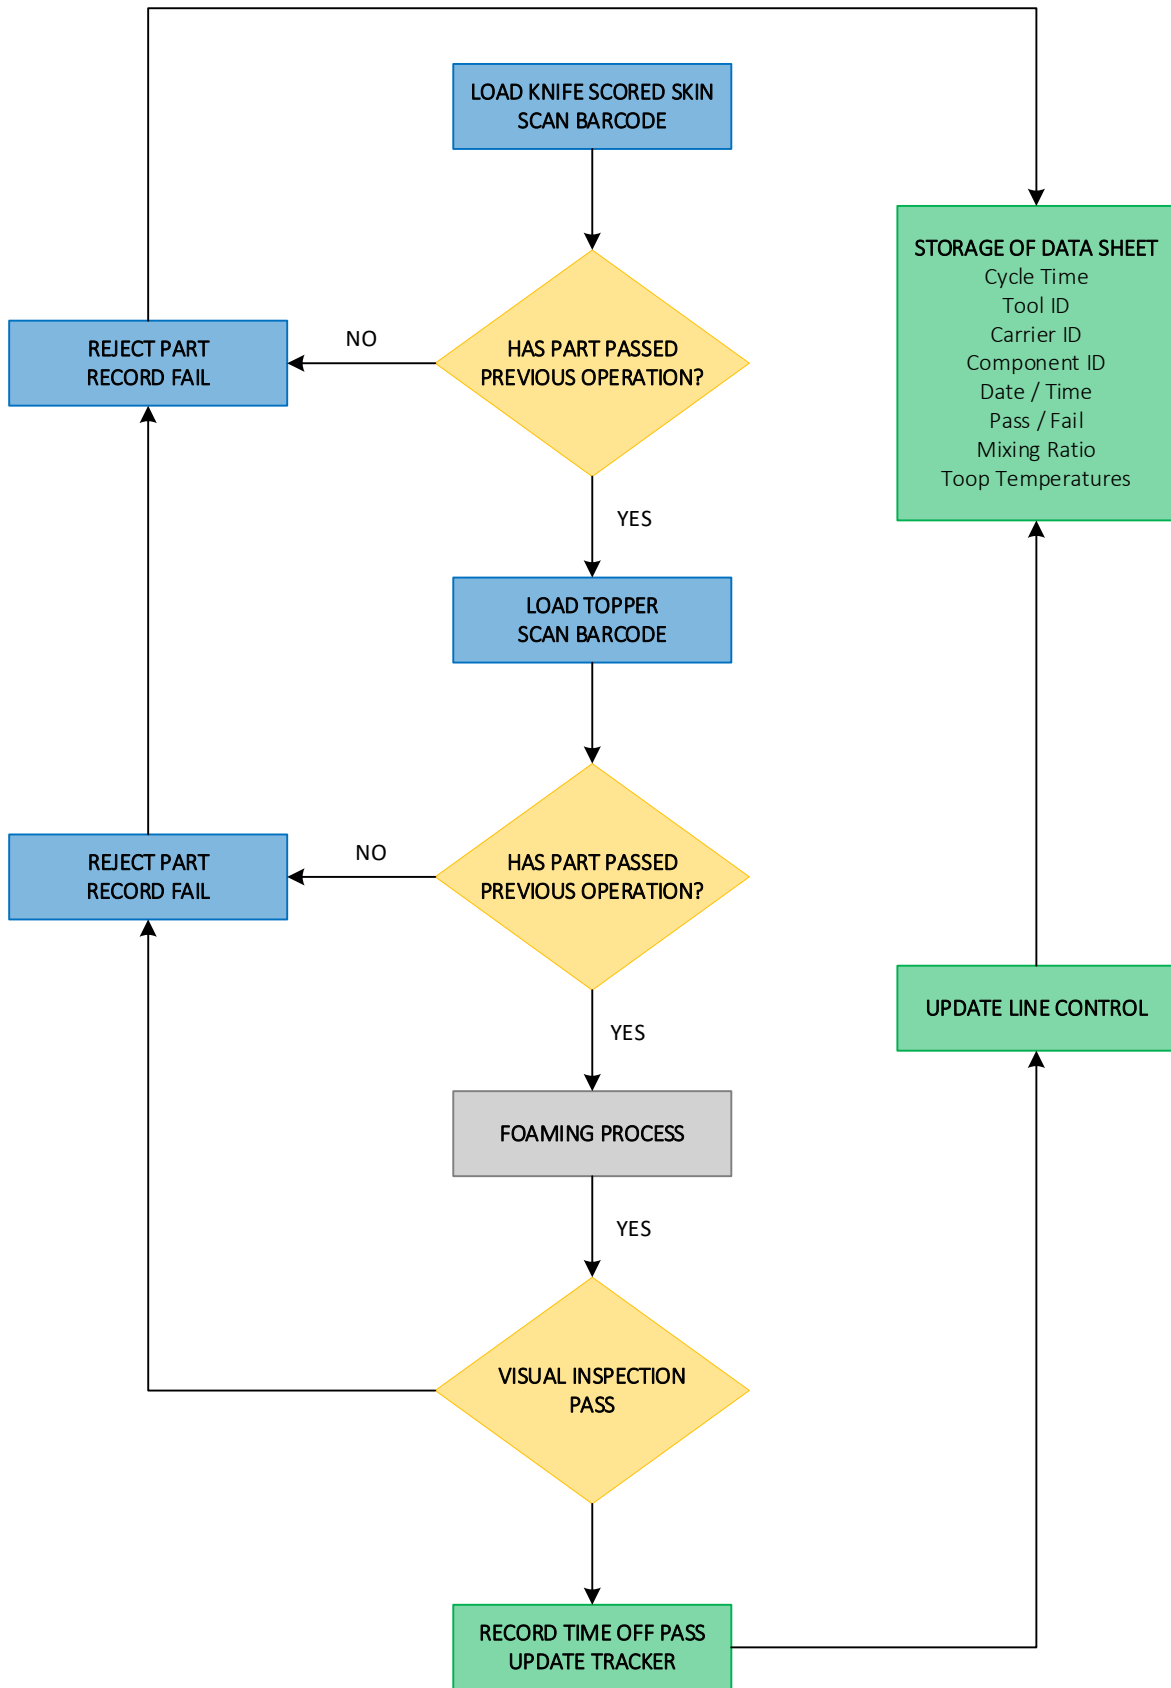 LOAD KNIFE SCORED SKIN
SCAN BARCODE
STORAGE OF DATA SHEET
Cycle Time
Tool ID
Carrier ID
Component ID
Date / Time
Pass / Fail
Mixing Ratio
Toop Temperatures
REJECT PART
RECORD FAIL
NO
HAS PART PASSED
PREVIOUS OPERATION?
YES
LOAD TOPPER
SCAN BARCODE
REJECT PART
RECORD FAIL
NO
HAS PART PASSED
PREVIOUS OPERATION?
UPDATE LINE CONTROL
YES
FOAMING PROCESS
YES
VISUAL INSPECTION
PASS
RECORD TIME OFF PASS
UPDATE TRACKER